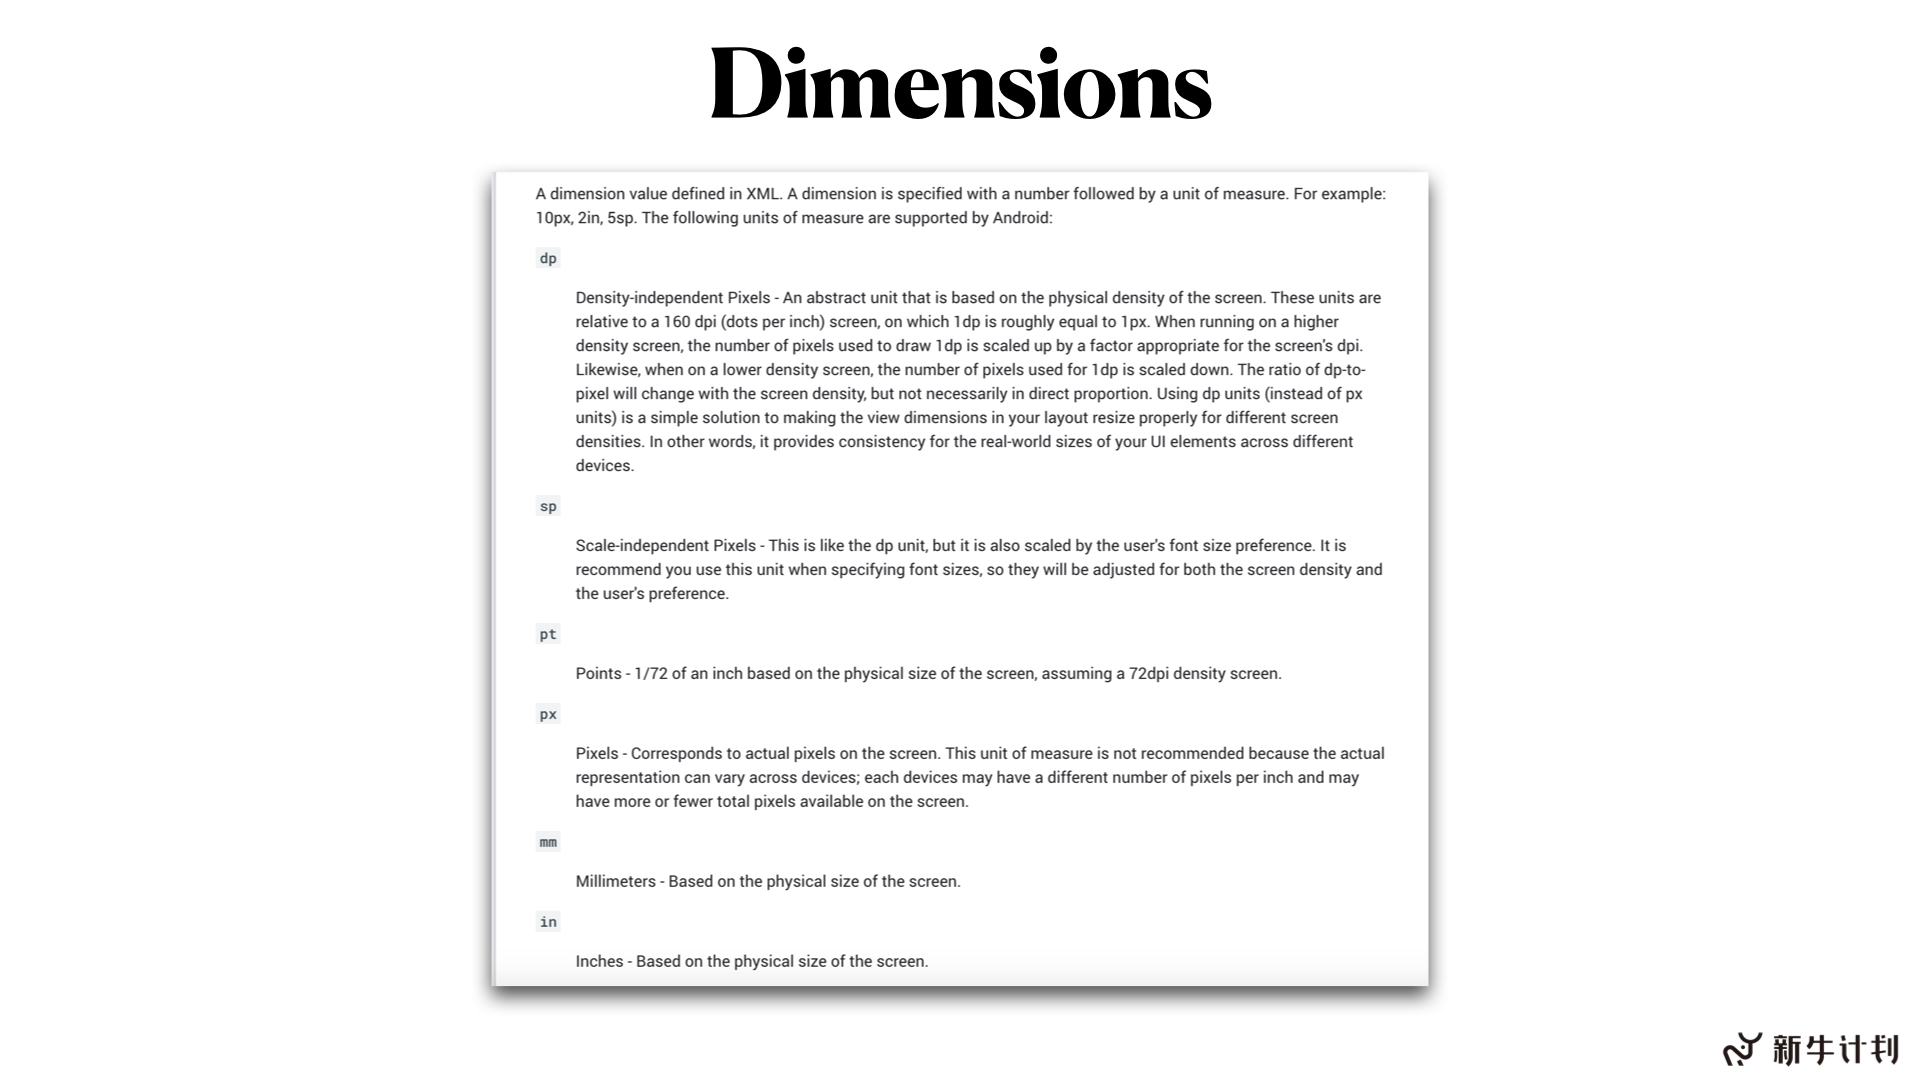 Dimensions
A dimension value defined in XML. A dimension is specified with a number followed by a unit of measure. For example:
10px, 2in, 5sp. The following units of measure are supported by Android:
dp
Density-independent Pixels - An abstract unit that is based on the physical density of the screen. These units are
relative to a 160 dpi (dots per inch) screen, on which 1dp is roughly equal to 1px. When running on a higher
density screen, the number of pixels used to draw 1dp is scaled up by a factor appropriate for the screen's dpi.
Likewise, when on a lower density screen, the number of pixels used for 1dp is scaled down. The ratio of dp-to-
pixel will change with the screen density, but not necessarily in direct proportion. Using dp units (instead of px
units) is a simple solution to making the view dimensions in your layout resize properly for different screen
densities. In other words, it provides consistency for the real-world sizes of your UI elements across different
devices.
sp
Scale-independent Pixels - This is like the dp unit, but it is also scaled by the user's font size preference. It is
recommend you use this unit when specifying font sizes, so they will be adjusted for both the screen density and
the user's preference.
pt
Points - 1/72 of an inch based on the physical size of the screen, assuming a 72dpi density screen.
px
Pixels - Corresponds to actual pixels on the screen. This unit of measure is not recommended because the actual
representation can vary across devices; each devices may have a different number of pixels per inch and may
have more or fewer total pixels available on the screen.
mm
Millimeters - Based on the physical size of the screen.
in
Inches - Based on the physical size of the screen.
新牛计划